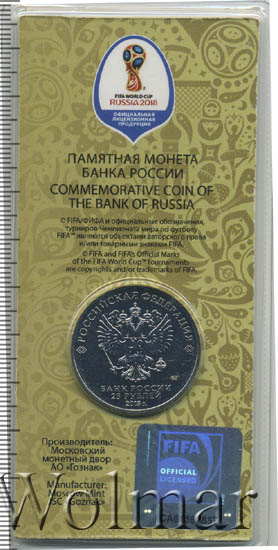 FIFA WORLD CUP
RUSSIA 2018
ОФИЦИАЛЬНАЯ
ЛИЦЕНЗИОННАЯ
ПРОДУКЦИЯ
ПАМЯТНАЯ МОНЕТА
БАНКА РОССИИ
COMMEMORATIVE COIN OF
THE BANK OF RUSSIA
© FIFA/ФИФА и официальные обозначения
турниров Чемпионата мира по футболу
FIFA™ являются объектами авторского права
и/или товарными знаками FIFA.
© FIFA and FIFA's Official Marks
of the FIFA World Cup™ tournaments
are copyrights and/or trademarks of FIFA.
РОССИЙСКАЯ ФЕДЕРАЦИЯ
БАНК РОССИИ
25 РУБЛЕЙ
2018 г.
Производитель:
Московский
монетный двор
АО «Гознак»
Manufacturer:
Moscow Mint
JSC "Goznak"
FIFA
OFFICIAL
LICENSED
Wolmar